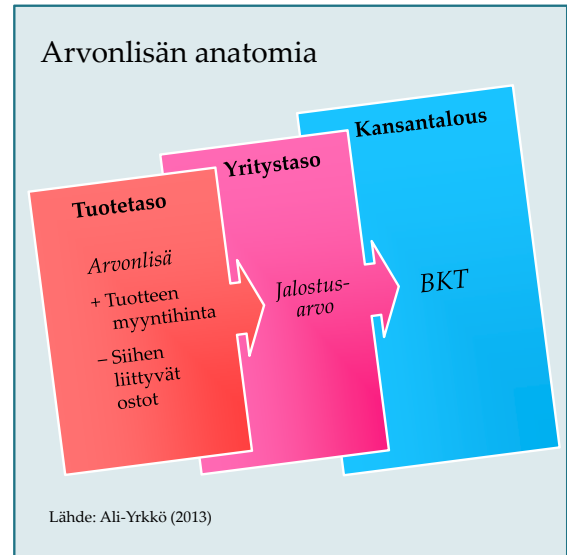 Arvonlisän anatomia
Tuotetaso
Arvonlisä
+ Tuotteen
myyntihinta
– Siihen
liittyvät
ostot
Yritystaso
Jalostus-
arvo
Kansantalous
BKT
Lähde: Ali-Yrkkö (2013)